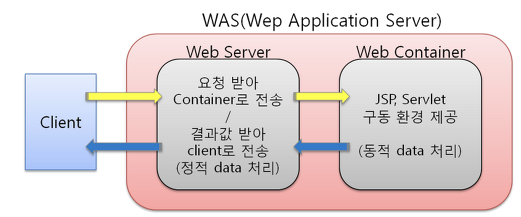 WAS(Wep Application Server)
Web Server
Web Container
Client
요청 받아
Container로 전송
/
결과값 받아
client로 전송
(정적 data 처리)
JSP, Servlet
구동 환경 제공
(동적 data 처리)